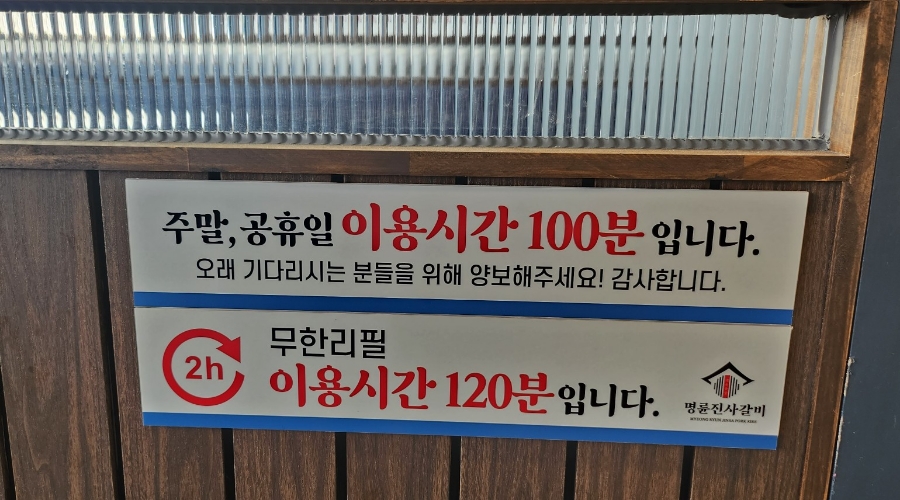 주말, 공휴일 이용시간 100분 입니다.
오래 기다리시는 분들을 위해 양보해주세요! 감사합니다.
2h
무한리필
이용시간 120분입니다.
명륜진사갈비